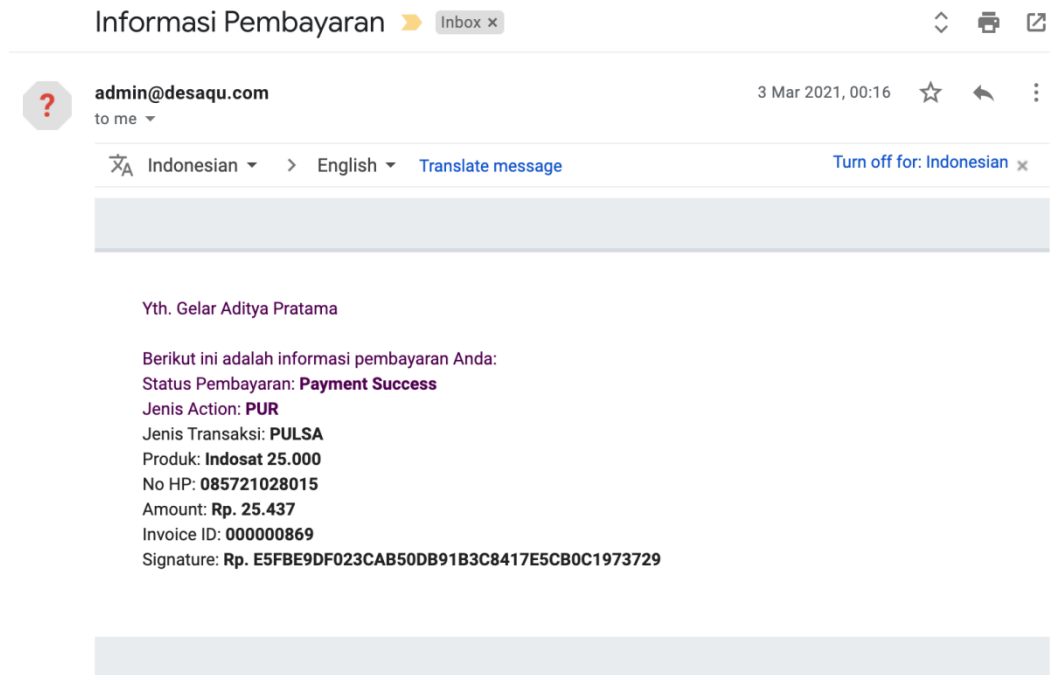 Informasi Pembayaran Inbox ×
admin@desaqu.com 3 Mar 2021, 00:16
to me
Indonesian > English Translate message Turn off for: Indonesian ×
Yth. Gelar Aditya Pratama
Berikut ini adalah informasi pembayaran Anda:
Status Pembayaran: Payment Success
Jenis Action: PUR
Jenis Transaksi: PULSA
Produk: Indosat 25.000
No HP: 085721028015
Amount: Rp. 25.437
Invoice ID: 000000869
Signature: Rp. E5FBE9DF023CAB50DB91B3C8417E5CB0C1973729